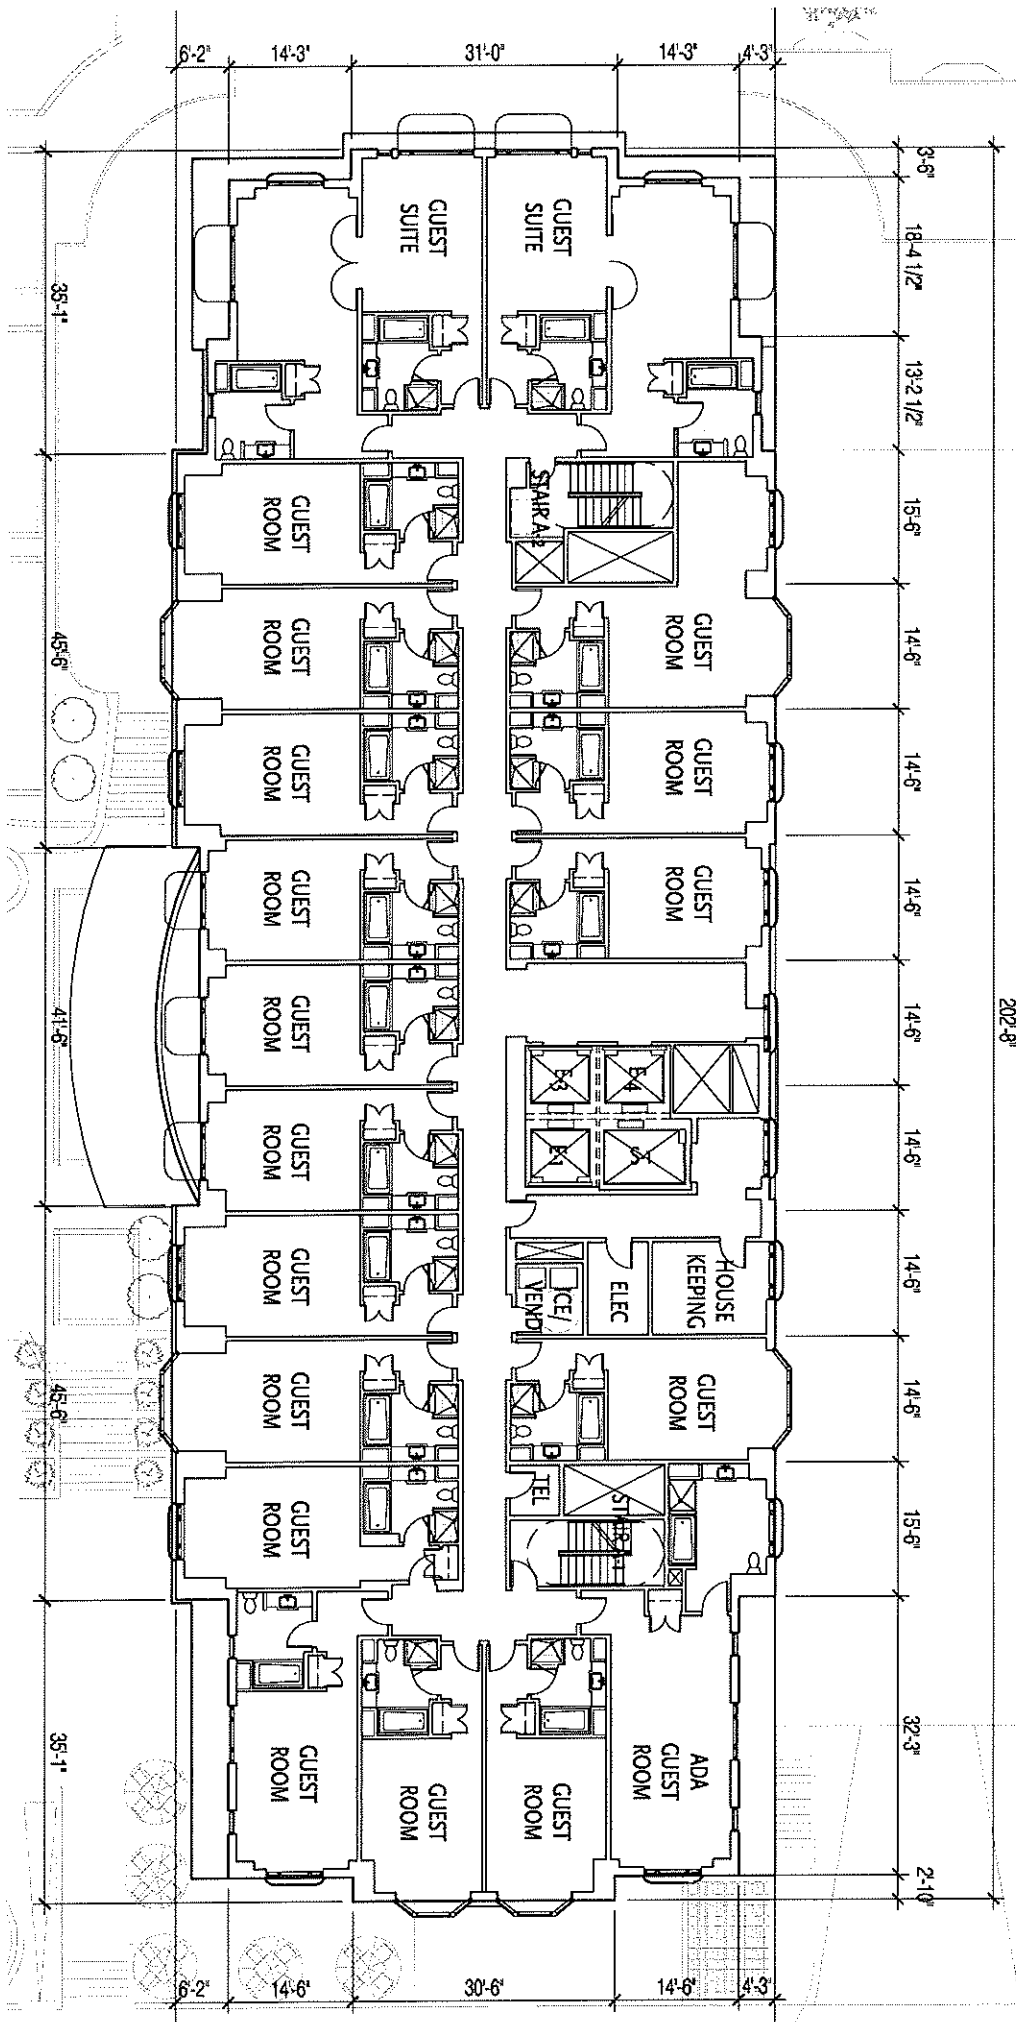 6'-2"
14'-3"
31'-0"
14'-3"
4'-3"
3'-6"
18'-4 1/2"
13'-2 1/2"
15'-6"
14'-6"
14'-6"
14'-6"
14'-6"
14'-6"
14'-6"
14'-6"
15'-6"
32'-3"
2'-10"
202'-8"
35'-1"
45'-6"
41'-6"
45'-6"
35'-1"
GUEST
SUITE
GUEST
SUITE
GUEST
ROOM
STAIR A-2
GUEST
ROOM
GUEST
ROOM
GUEST
ROOM
GUEST
ROOM
GUEST
ROOM
GUEST
ROOM
GUEST
ROOM
E3
E4
GUEST
ROOM
E1
S1
GUEST
ROOM
ICE/
VEND
ELEC
HOUSE
KEEPING
GUEST
ROOM
GUEST
ROOM
GUEST
ROOM
TEL
GUEST
ROOM
GUEST
ROOM
GUEST
ROOM
ADA
GUEST
ROOM
6'-2"
14'-6"
30'-6"
14'-6"
4'-3"